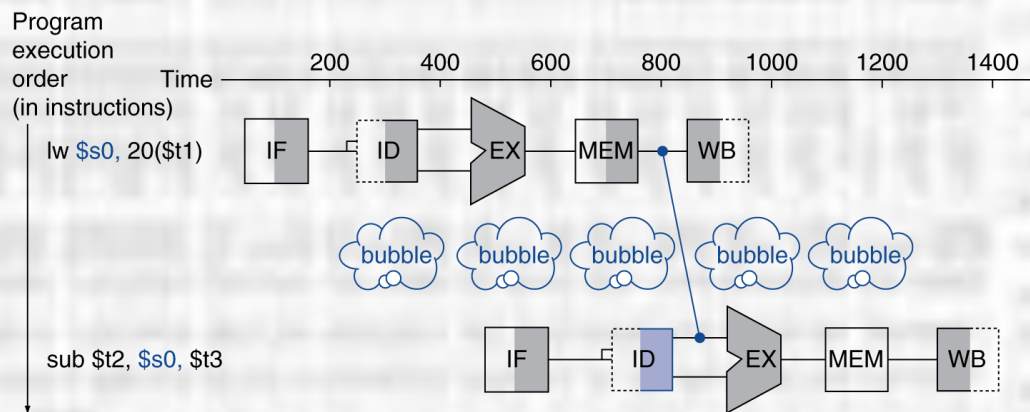 Program
execution
order
(in instructions)
Time
200 400 600 800 1000 1200 1400
lw $s0, 20($t1)
IF ID EX MEM WB
bubble bubble bubble bubble bubble
sub $t2, $s0, $t3
IF ID EX MEM WB